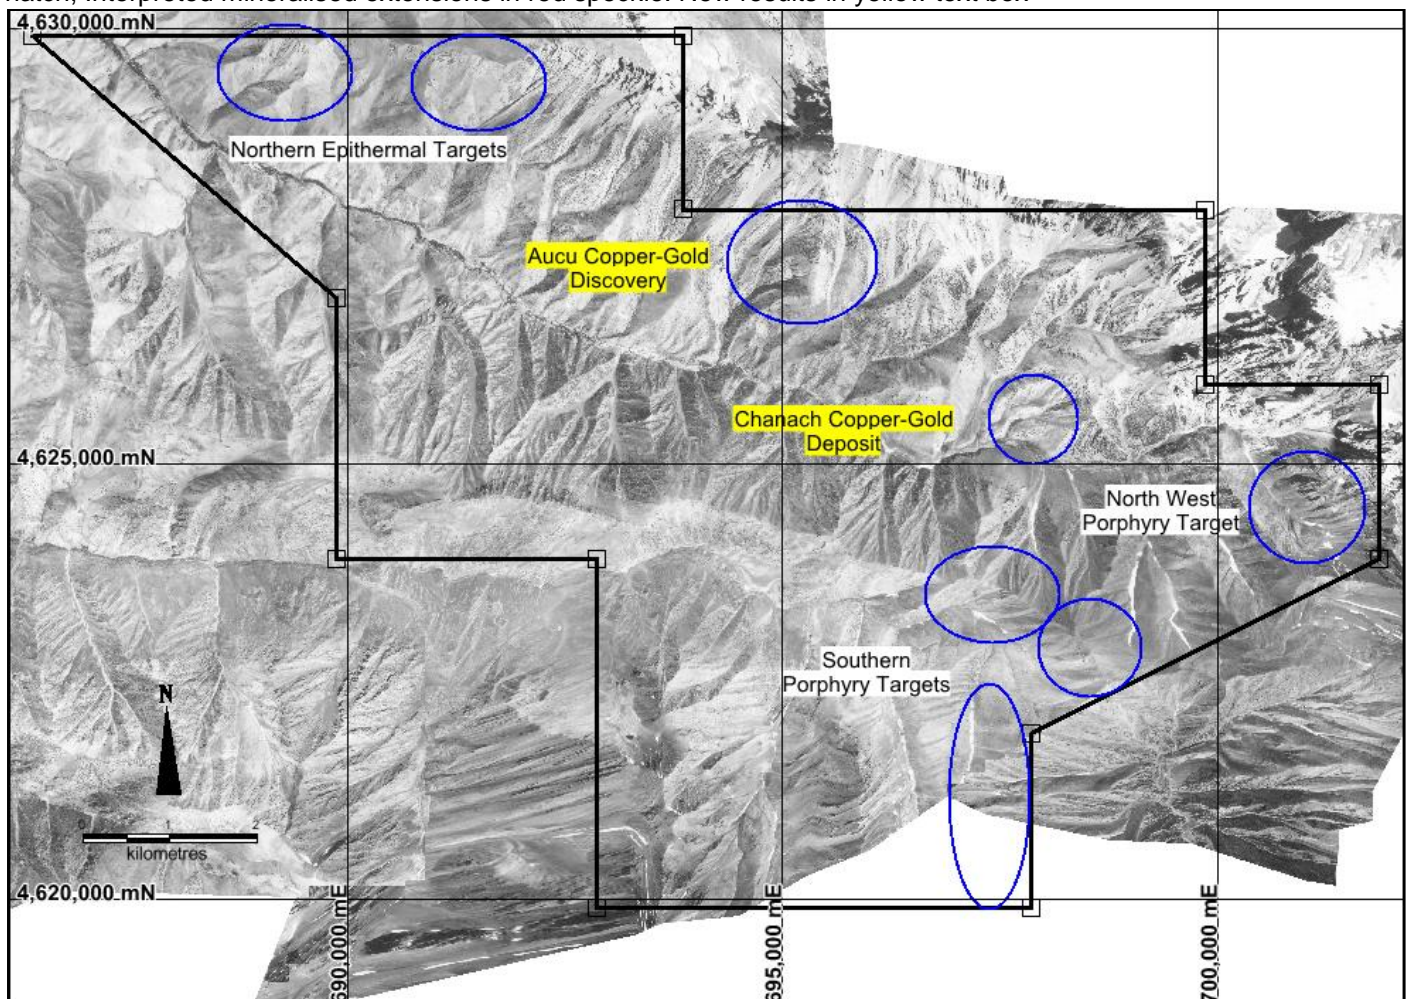 4,630,000 mN
Northern Epithermal Targets
Aucu Copper-Gold
Discovery
Chanach Copper-Gold
Deposit
4,625,000 mN
North West
Porphyry Target
Southern
Porphyry Targets
N
0 1 2
kilometres
4,620,000 mN
690,000 mE
695,000 mE
700,000 mE